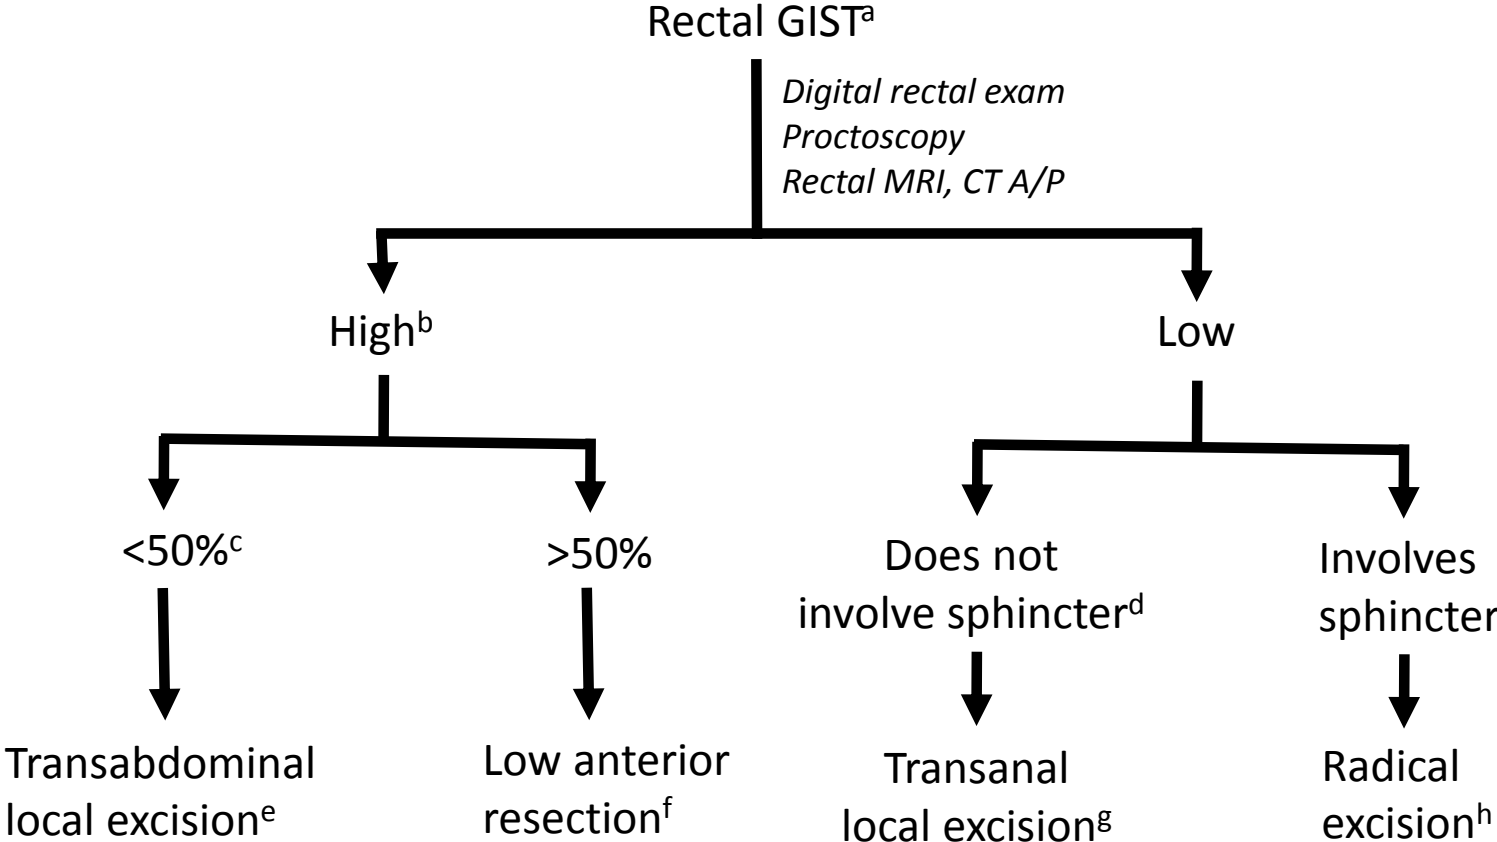 Rectal GISTᵃ
Digital rectal exam
Proctoscopy
Rectal MRI, CT A/P
Highᵇ
Low
<50%ᶜ
>50%
Does not
involve sphincterᵈ
Involves
sphincter
Transabdominal
local excisionᵉ
Low anterior
resectionᶠ
Transanal
local excisionᵍ
Radical
excisionʰ